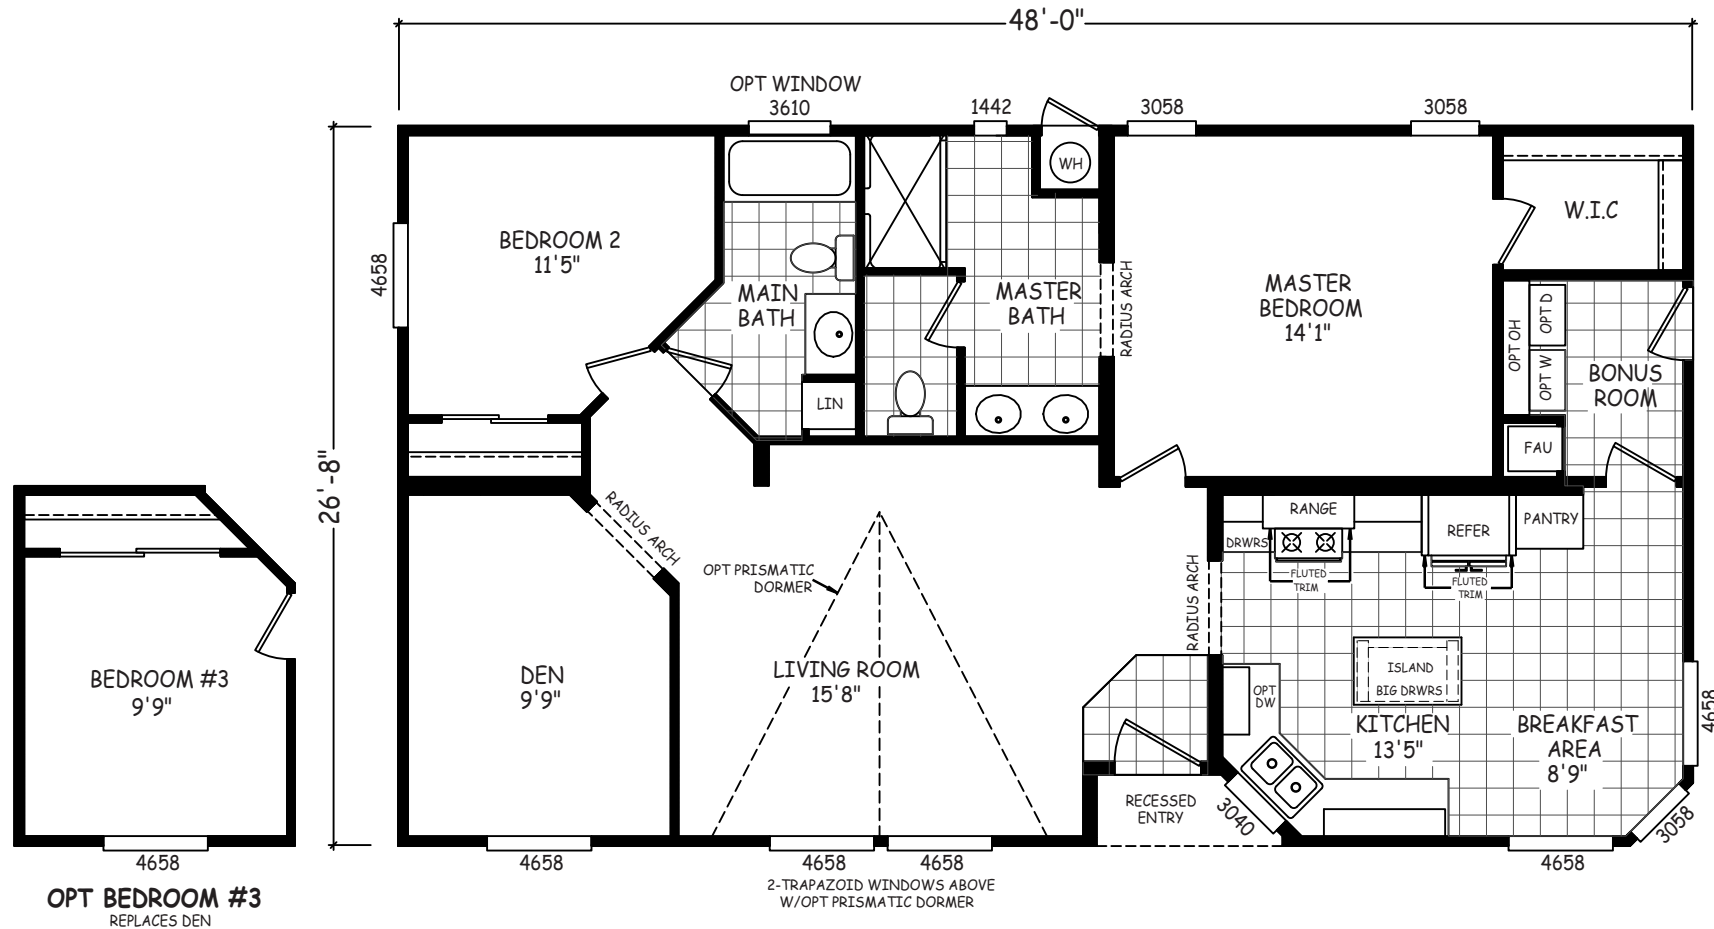 48'-0"
OPT WINDOW
3610
1442
3058
3058
WH
W.I.C
BEDROOM 2
11'5"
4658
MAIN
BATH
MASTER
BATH
RADIUS ARCH
MASTER
BEDROOM
14'1"
OPT OH
OPT D
OPT W
BONUS
ROOM
LIN
FAU
26'-8"
RADIUS ARCH
RANGE
REFER
PANTRY
DRWRS
FLUTED
TRIM
FLUTED
TRIM
OPT PRISMATIC
DORMER
RADIUS ARCH
BEDROOM #3
9'9"
DEN
9'9"
LIVING ROOM
15'8"
ISLAND
BIG DRWRS
OPT
DW
KITCHEN
13'5"
BREAKFAST
AREA
8'9"
4658
RECESSED
ENTRY
3040
3058
4658
4658
4658
4658
4658
2-TRAPAZOID WINDOWS ABOVE
W/OPT PRISMATIC DORMER
OPT BEDROOM #3
REPLACES DEN